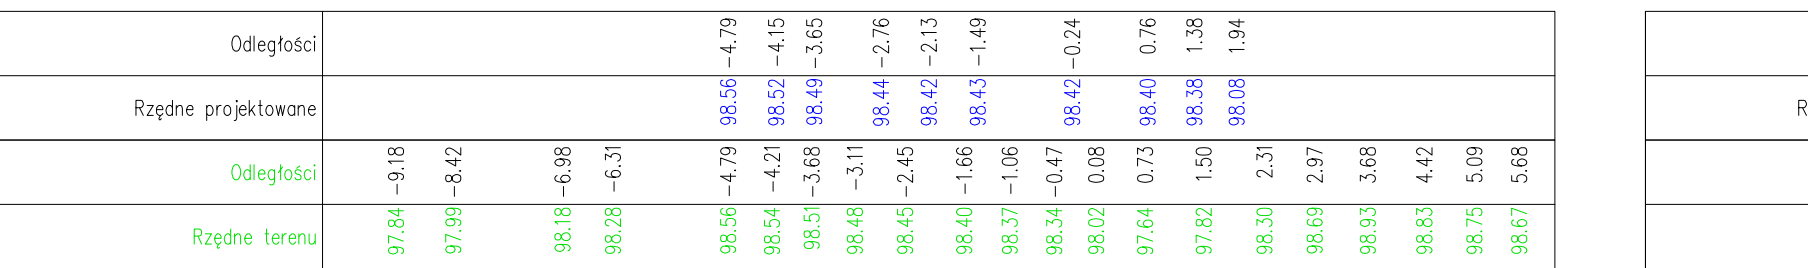 Odległości -4.79 -4.15 -3.65 -2.76 -2.13 -1.49 -0.24 0.76 1.38 1.94
Rzędne projektowane 98.56 98.52 98.49 98.44 98.42 98.43 98.42 98.40 98.38 98.08 R
Odległości -9.18 -8.42 -6.98 -6.31 -4.79 -4.21 -3.68 -3.11 -2.45 -1.66 -1.06 -0.47 0.08 0.73 1.50 2.31 2.97 3.68 4.42 5.09 5.68
Rzędne terenu 97.84 97.99 98.18 98.28 98.56 98.54 98.51 98.48 98.45 98.40 98.37 98.34 98.02 97.64 97.82 98.30 98.69 98.93 98.83 98.75 98.67